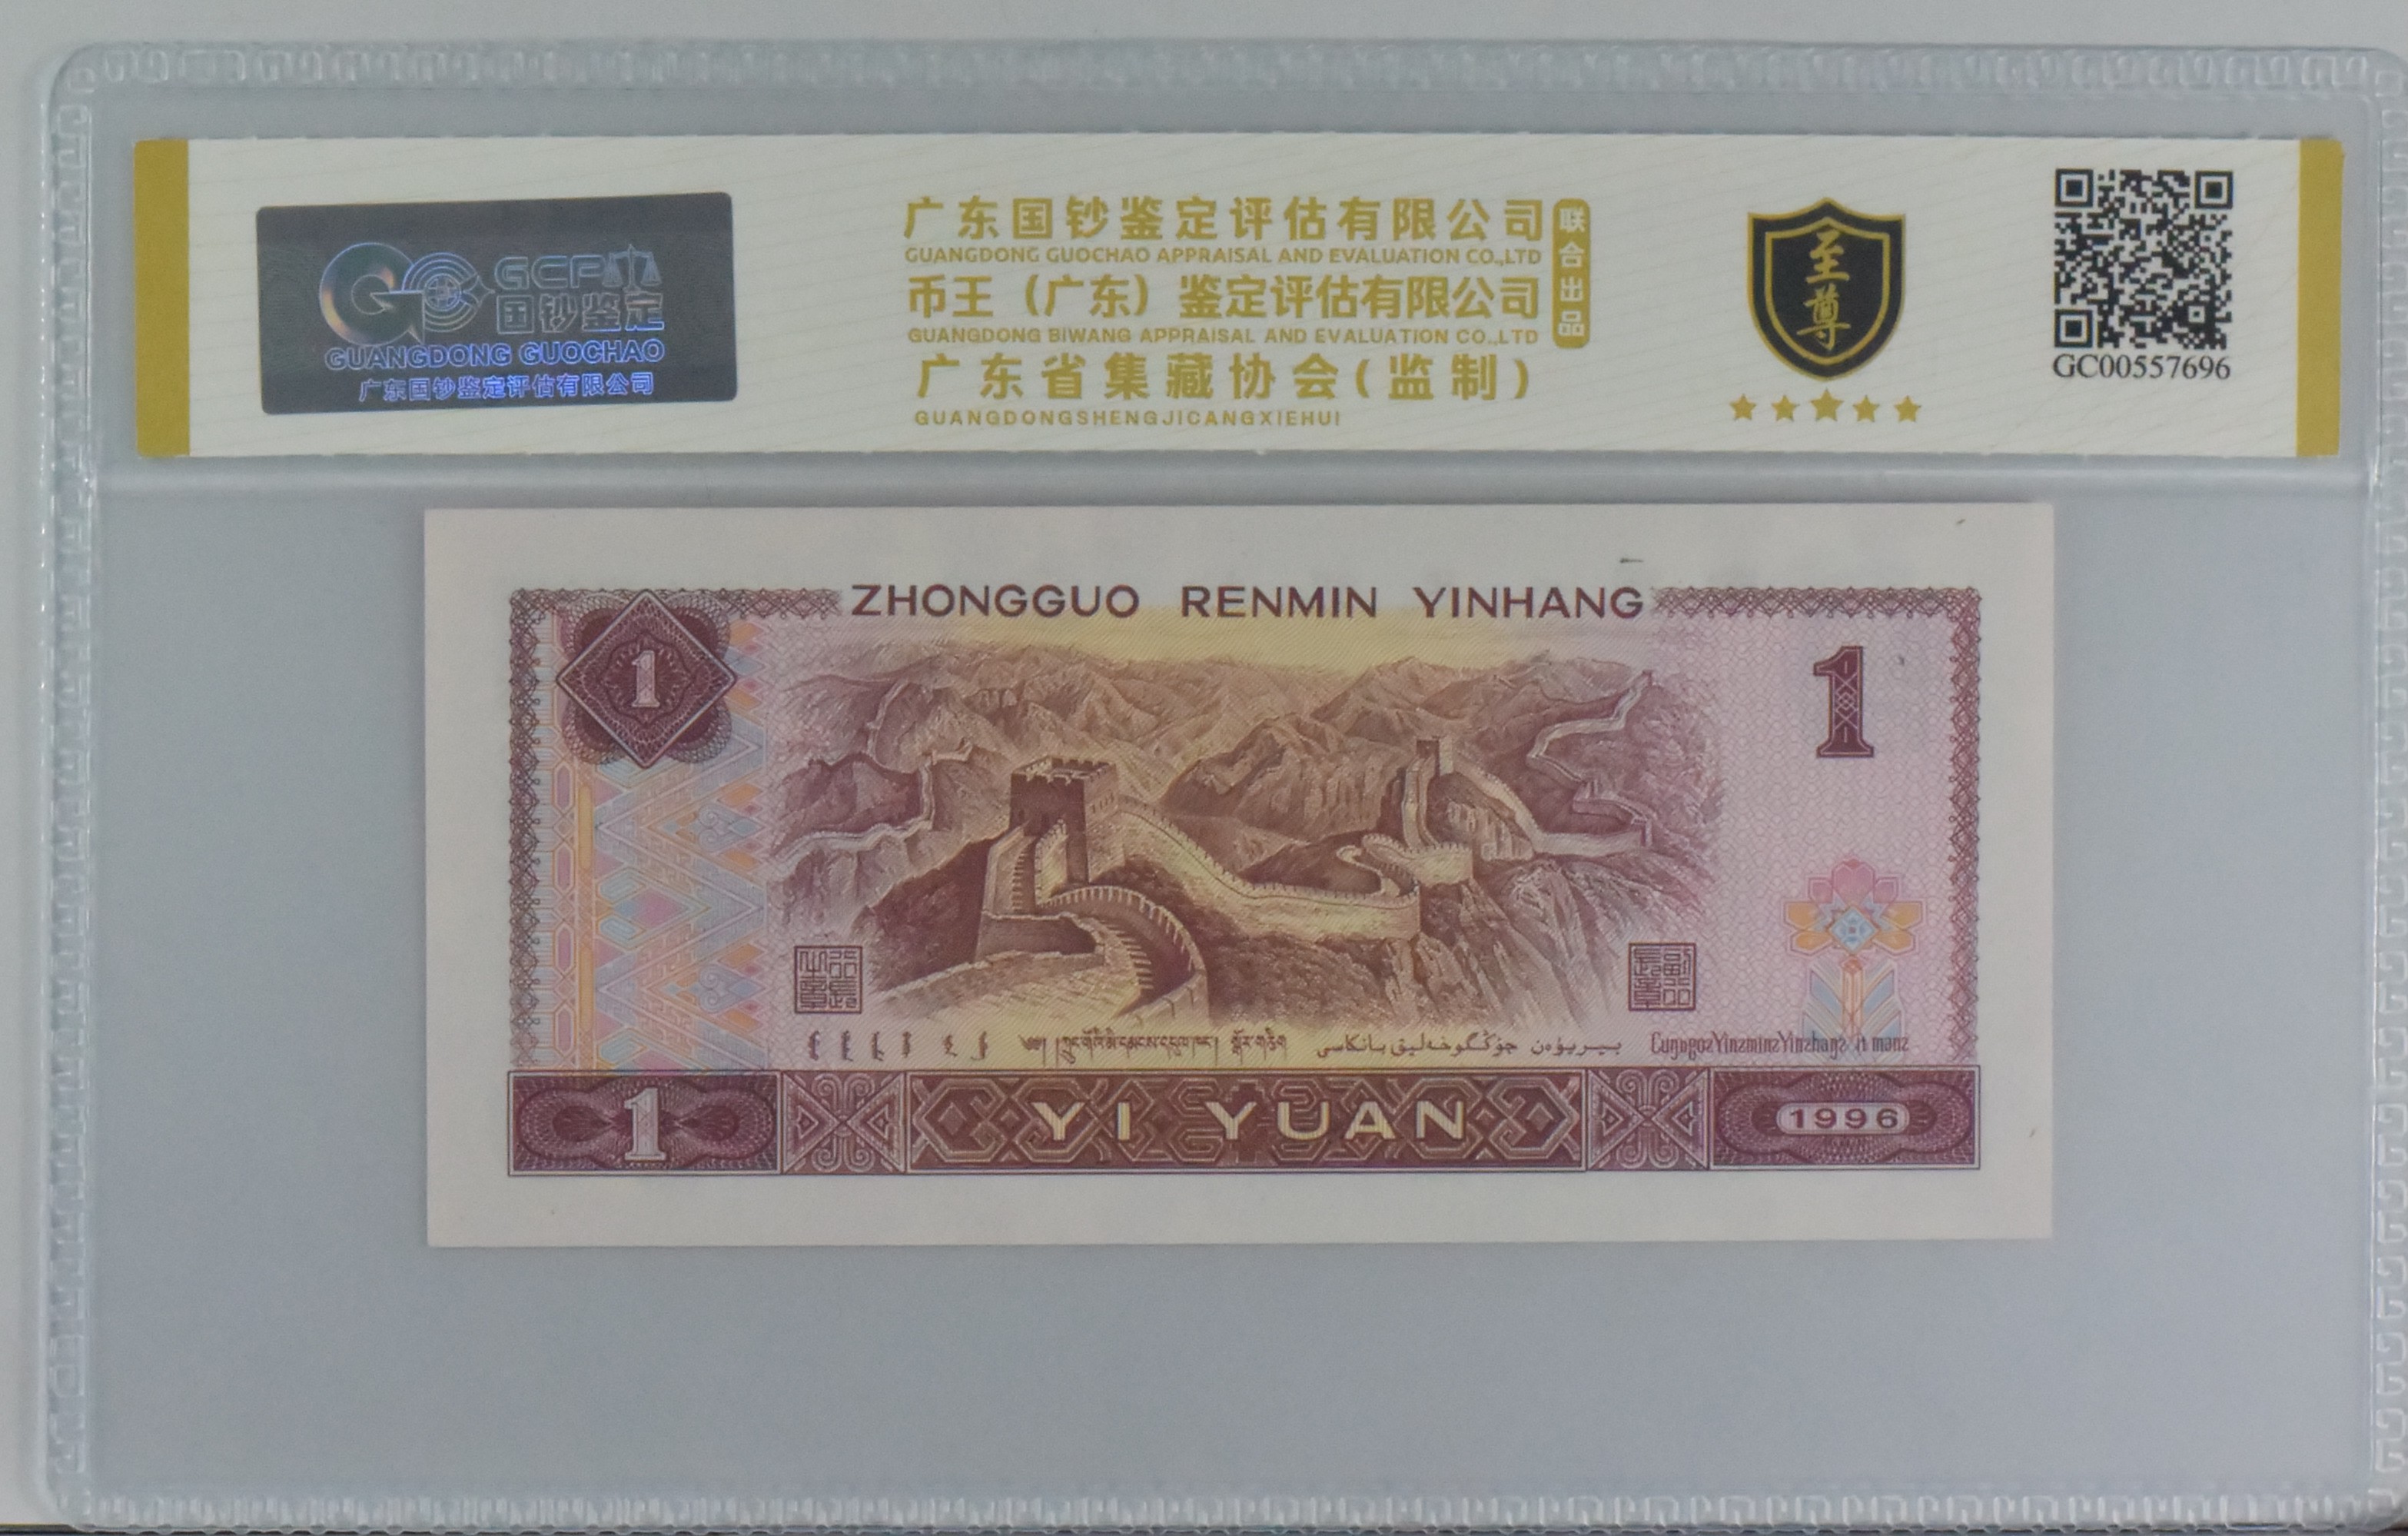 GCP
国钞鉴定
GUANGDONG GUOCHAO
广东国钞鉴定评估有限公司
广东国钞鉴定评估有限公司
GUANGDONG GUOCHAO APPRAISAL AND EVALUATION CO.,LTD
币王（广东）鉴定评估有限公司
GUANGDONG BIWANG APPRAISAL AND EVALUATION CO.,LTD
广东省集藏协会(监制)
GUANGDONGSHENGJICANGXIEHUI
联合出品
至尊
GC00557696
ZHONGGUO RENMIN YINHANG
1
1
CuŋƨgozYinzminzYinzhangz It manz
1
YI YUAN
1996